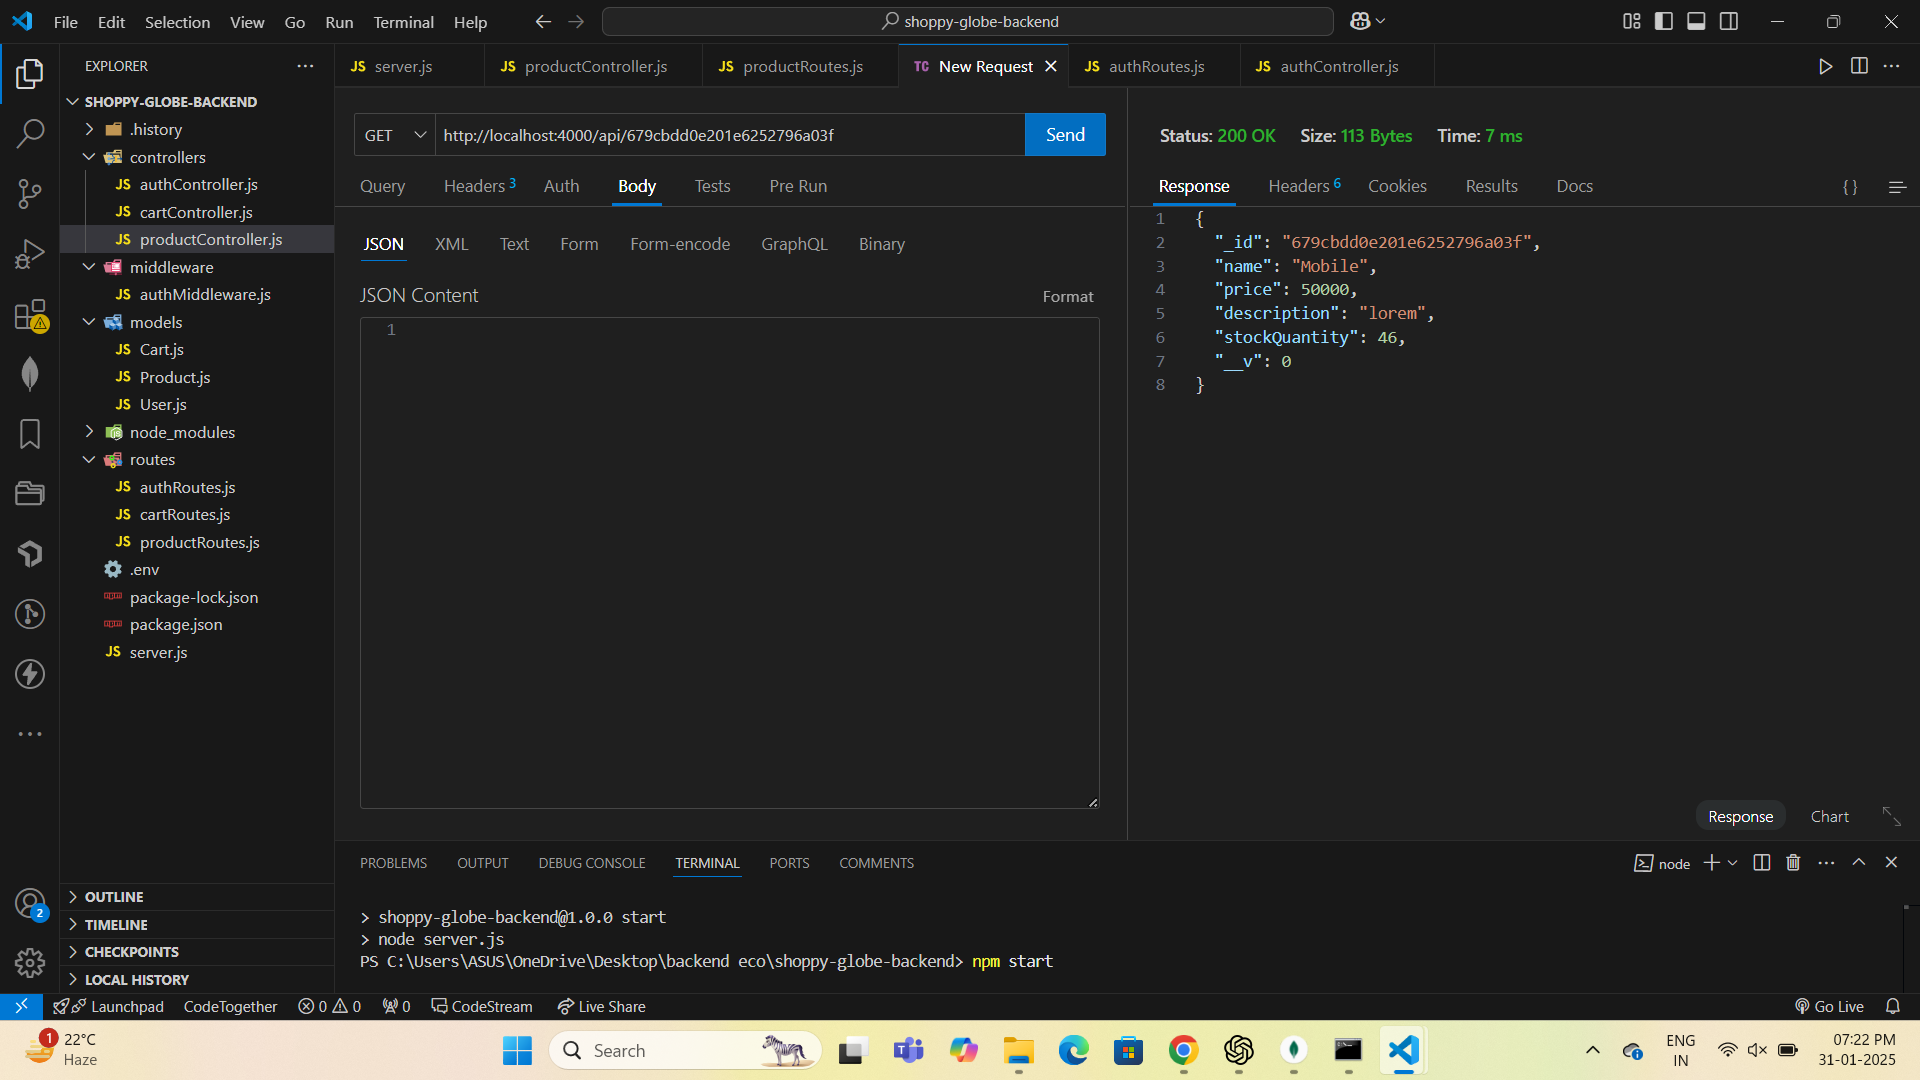 File Edit Selection View Go Run Terminal Help
shoppy-globe-backend
EXPLORER
SHOPPY-GLOBE-BACKEND
.history
controllers
JS authController.js
JS cartController.js
JS productController.js
middleware
JS authMiddleware.js
models
JS Cart.js
JS Product.js
JS User.js
node_modules
routes
JS authRoutes.js
JS cartRoutes.js
JS productRoutes.js
.env
package-lock.json
package.json
JS server.js
OUTLINE
TIMELINE
CHECKPOINTS
LOCAL HISTORY
2
JS server.js
JS productController.js
JS productRoutes.js
TC New Request
JS authRoutes.js
JS authController.js
GET http://localhost:4000/api/679cbdd0e201e6252796a03f Send
Query Headers 3 Auth Body Tests Pre Run
JSON XML Text Form Form-encode GraphQL Binary
JSON Content Format
1
Status: 200 OK Size: 113 Bytes Time: 7 ms
Response Headers 6 Cookies Results Docs {}
1 {
2 "_id": "679cbdd0e201e6252796a03f",
3 "name": "Mobile",
4 "price": 50000,
5 "description": "lorem",
6 "stockQuantity": 46,
7 "__v": 0
8 }
Response Chart
PROBLEMS OUTPUT DEBUG CONSOLE TERMINAL PORTS COMMENTS
node
> shoppy-globe-backend@1.0.0 start
> node server.js
PS C:\Users\ASUS\OneDrive\Desktop\backend eco\shoppy-globe-backend> npm start
Launchpad CodeTogether 0 0 0 CodeStream Live Share Go Live
1
22°C
Haze
Search
ENG
IN
07:22 PM
31-01-2025